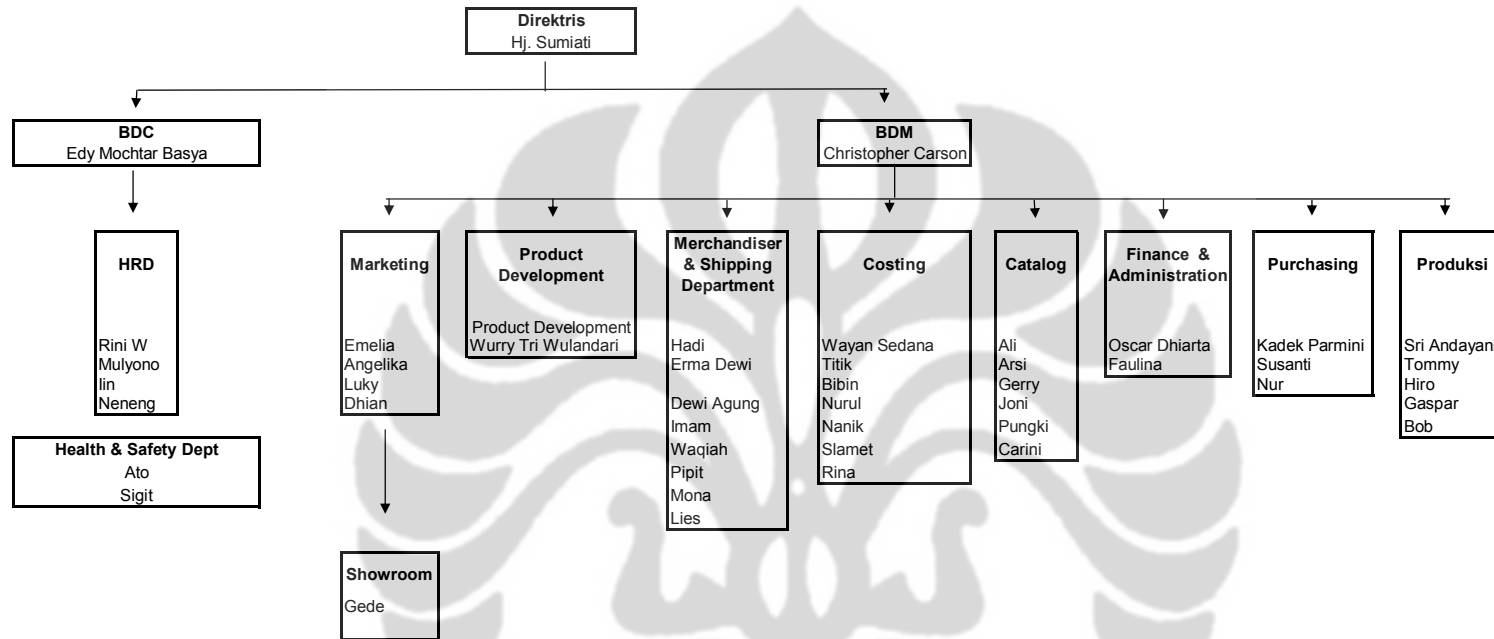 Direktris
Hj. Sumiati
BDC
Edy Mochtar Basya
BDM
Christopher Carson
HRD
Rini W
Mulyono
Iin
Neneng
Health & Safety Dept
Ato
Sigit
Marketing
Emelia
Angelika
Luky
Dhian
Showroom
Gede
Product
Development
Product Development
Wurry Tri Wulandari
Merchandiser
& Shipping
Department
Hadi
Erma Dewi
Dewi Agung
Imam
Waqiah
Pipit
Mona
Lies
Costing
Wayan Sedana
Titik
Bibin
Nurul
Nanik
Slamet
Rina
Catalog
Ali
Arsi
Gerry
Joni
Pungki
Carini
Finance &
Administration
Oscar Dhiarta
Faulina
Purchasing
Kadek Parmini
Susanti
Nur
Produksi
Sri Andayani
Tommy
Hiro
Gaspar
Bob